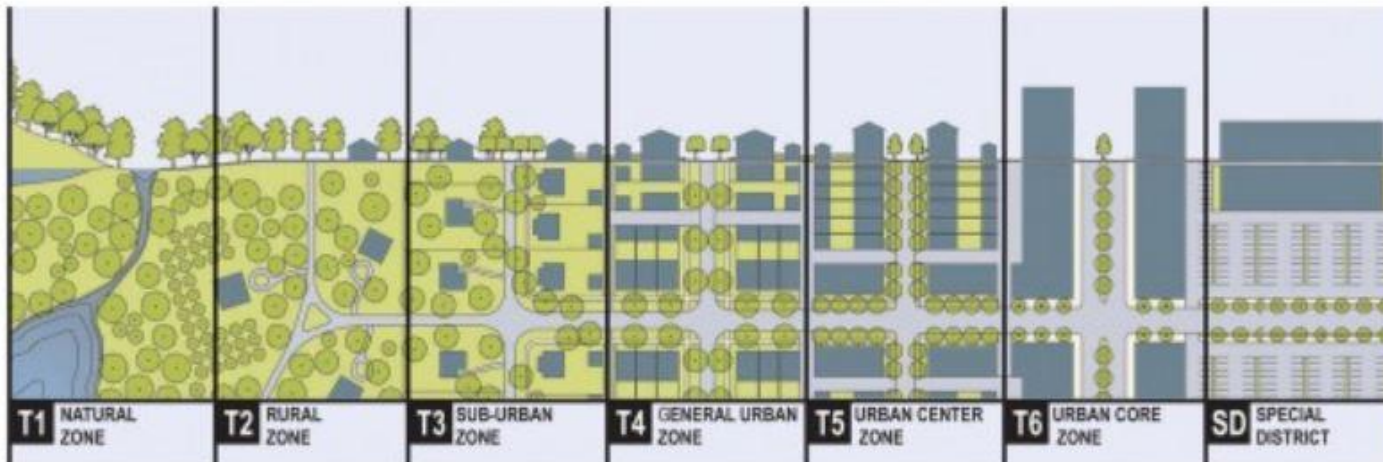 T1 NATURAL
ZONE
T2 RURAL
ZONE
T3 SUB-URBAN
ZONE
T4 GENERAL URBAN
ZONE
T5 URBAN CENTER
ZONE
T6 URBAN CORE
ZONE
SD SPECIAL
DISTRICT